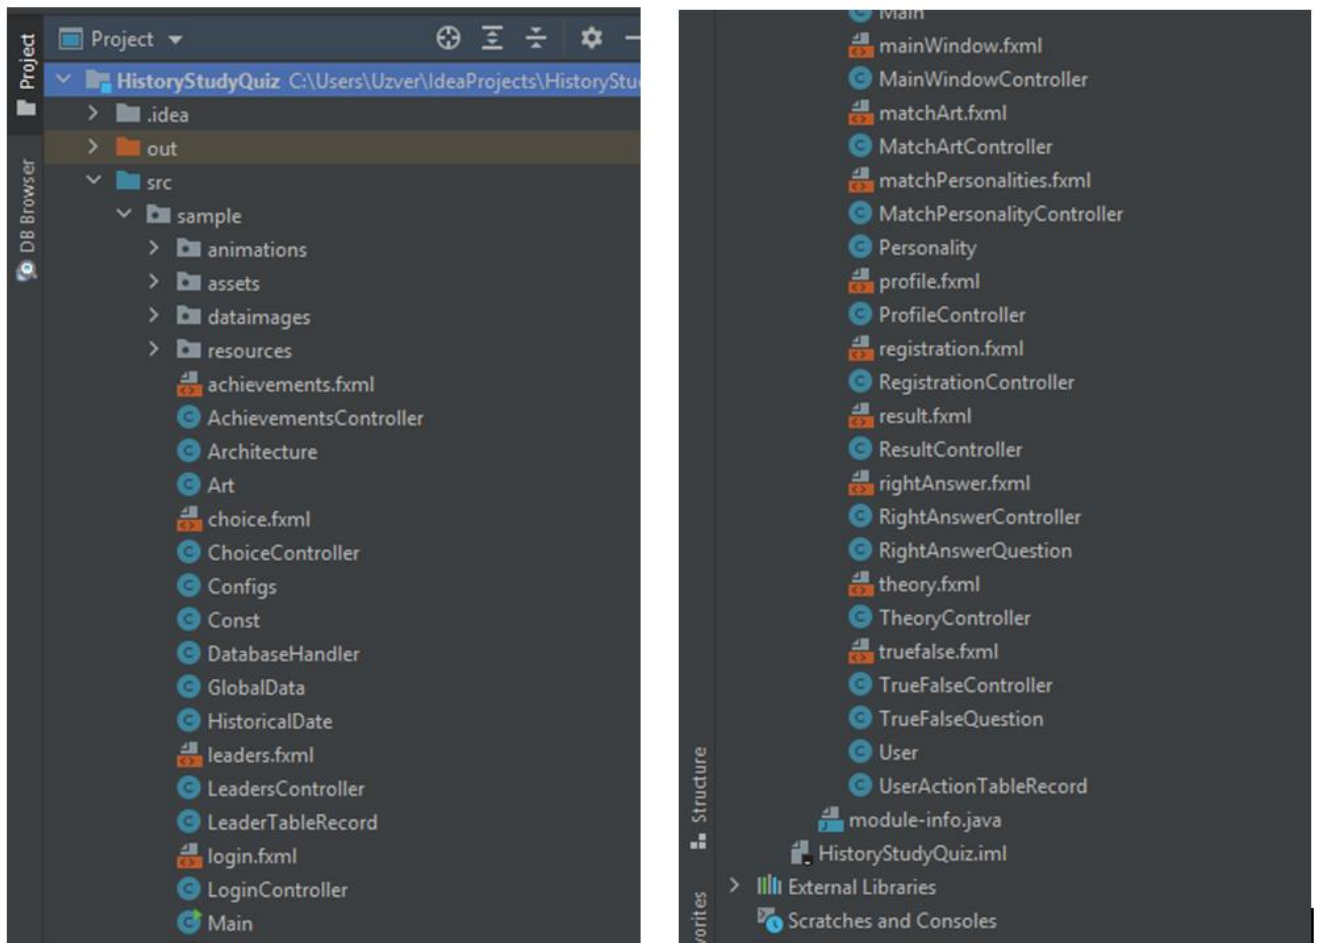 Project
HistoryStudyQuiz C:\Users\Uzver\IdeaProjects\HistoryStu
.idea
out
src
sample
animations
assets
dataimages
resources
achievements.fxml
AchievementsController
Architecture
Art
choice.fxml
ChoiceController
Configs
Const
DatabaseHandler
GlobalData
HistoricalDate
leaders.fxml
LeadersController
LeaderTableRecord
login.fxml
LoginController
Main
Project
DB Browser
Main
mainWindow.fxml
MainWindowController
matchArt.fxml
MatchArtController
matchPersonalities.fxml
MatchPersonalityController
Personality
profile.fxml
ProfileController
registration.fxml
RegistrationController
result.fxml
ResultController
rightAnswer.fxml
RightAnswerController
RightAnswerQuestion
theory.fxml
TheoryController
truefalse.fxml
TrueFalseController
TrueFalseQuestion
User
UserActionTableRecord
module-info.java
HistoryStudyQuiz.iml
External Libraries
Scratches and Consoles
Structure
vorites